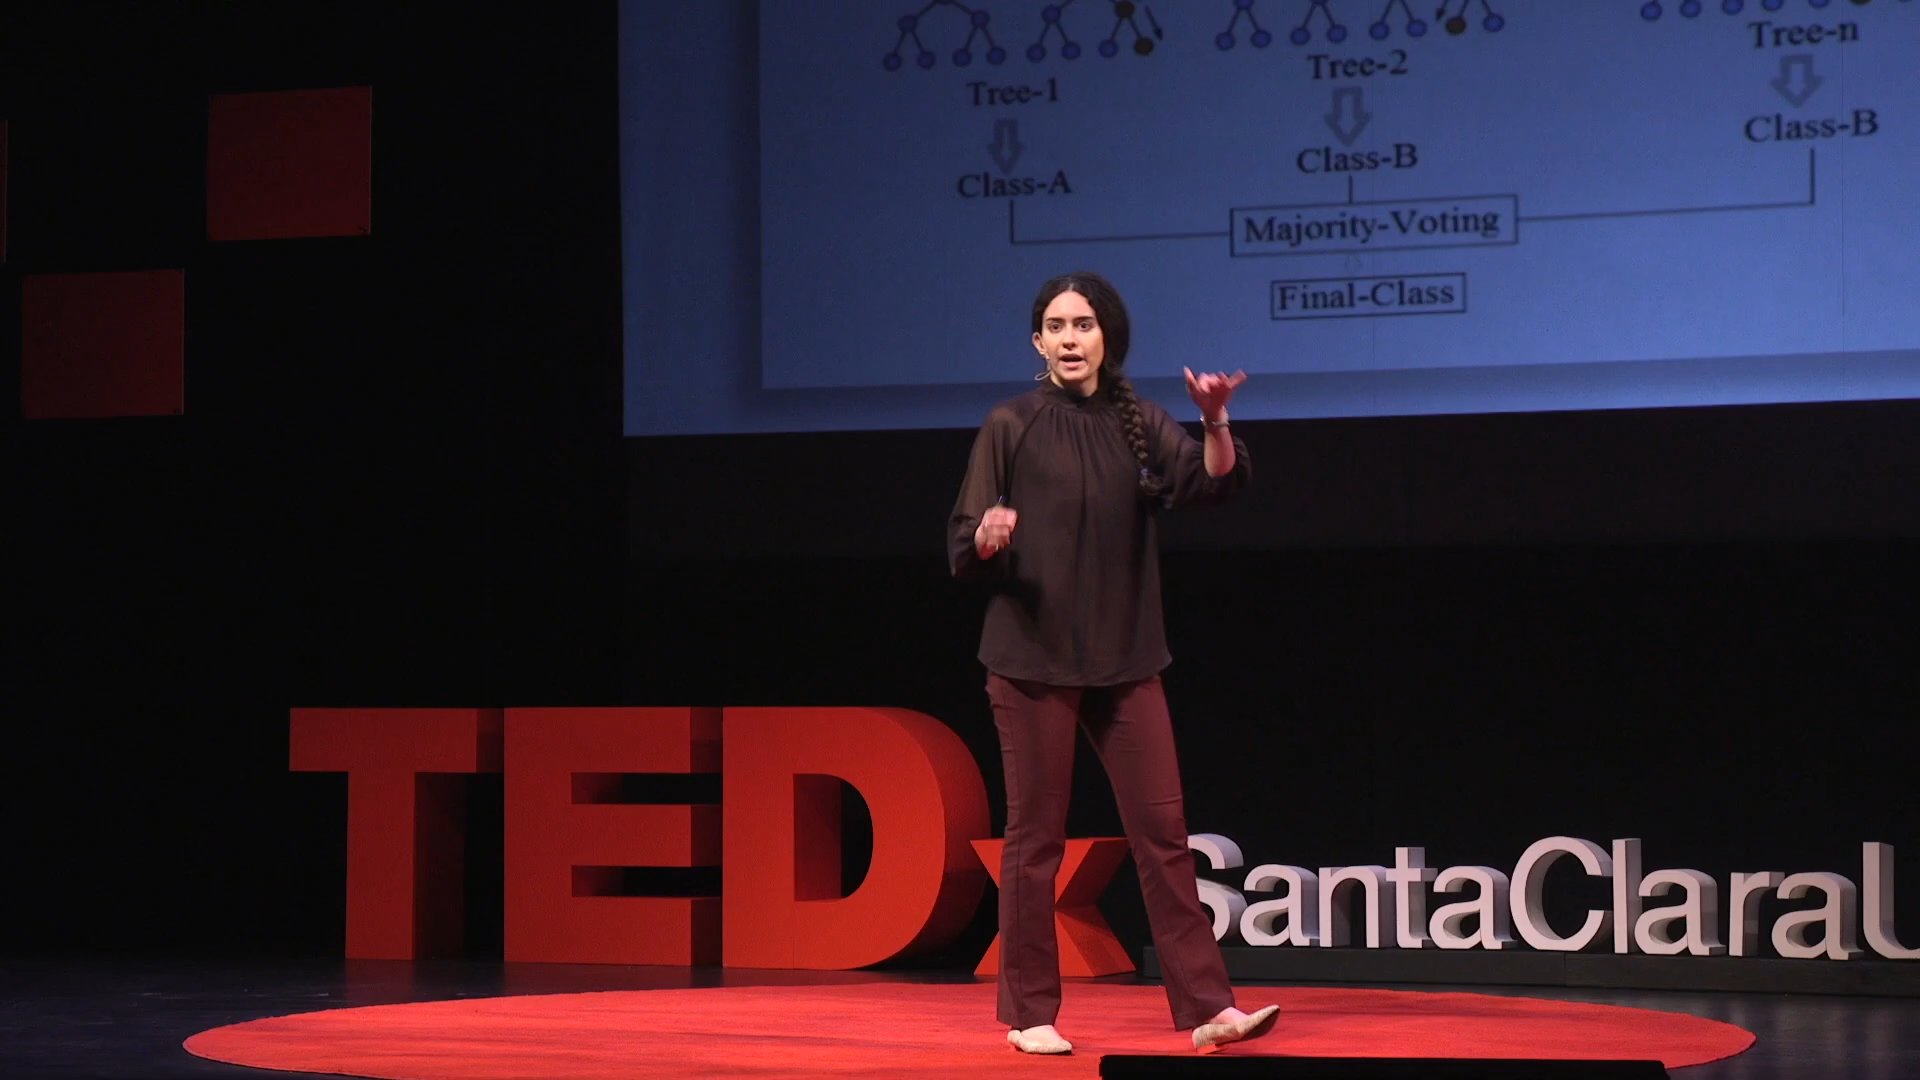 Tree-1
Tree-2
Tree-n
Class-A
Class-B
Class-B
Majority-Voting
Final-Class
TEDx
SantaClaraU